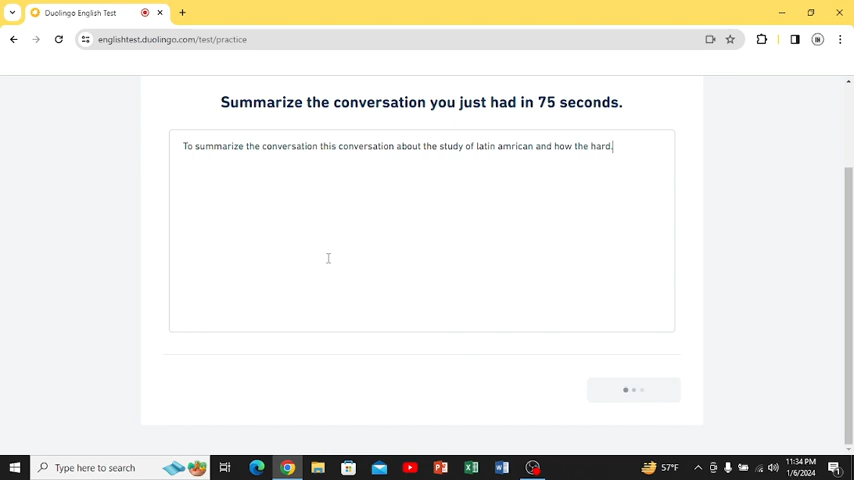 Duolingo English Test
englishtest.duolingo.com/test/practice
Summarize the conversation you just had in 75 seconds.
To summarize the conversation this conversation about the study of latin amrican and how the hard.
Type here to search
57°F
11:34 PM
1/6/2024